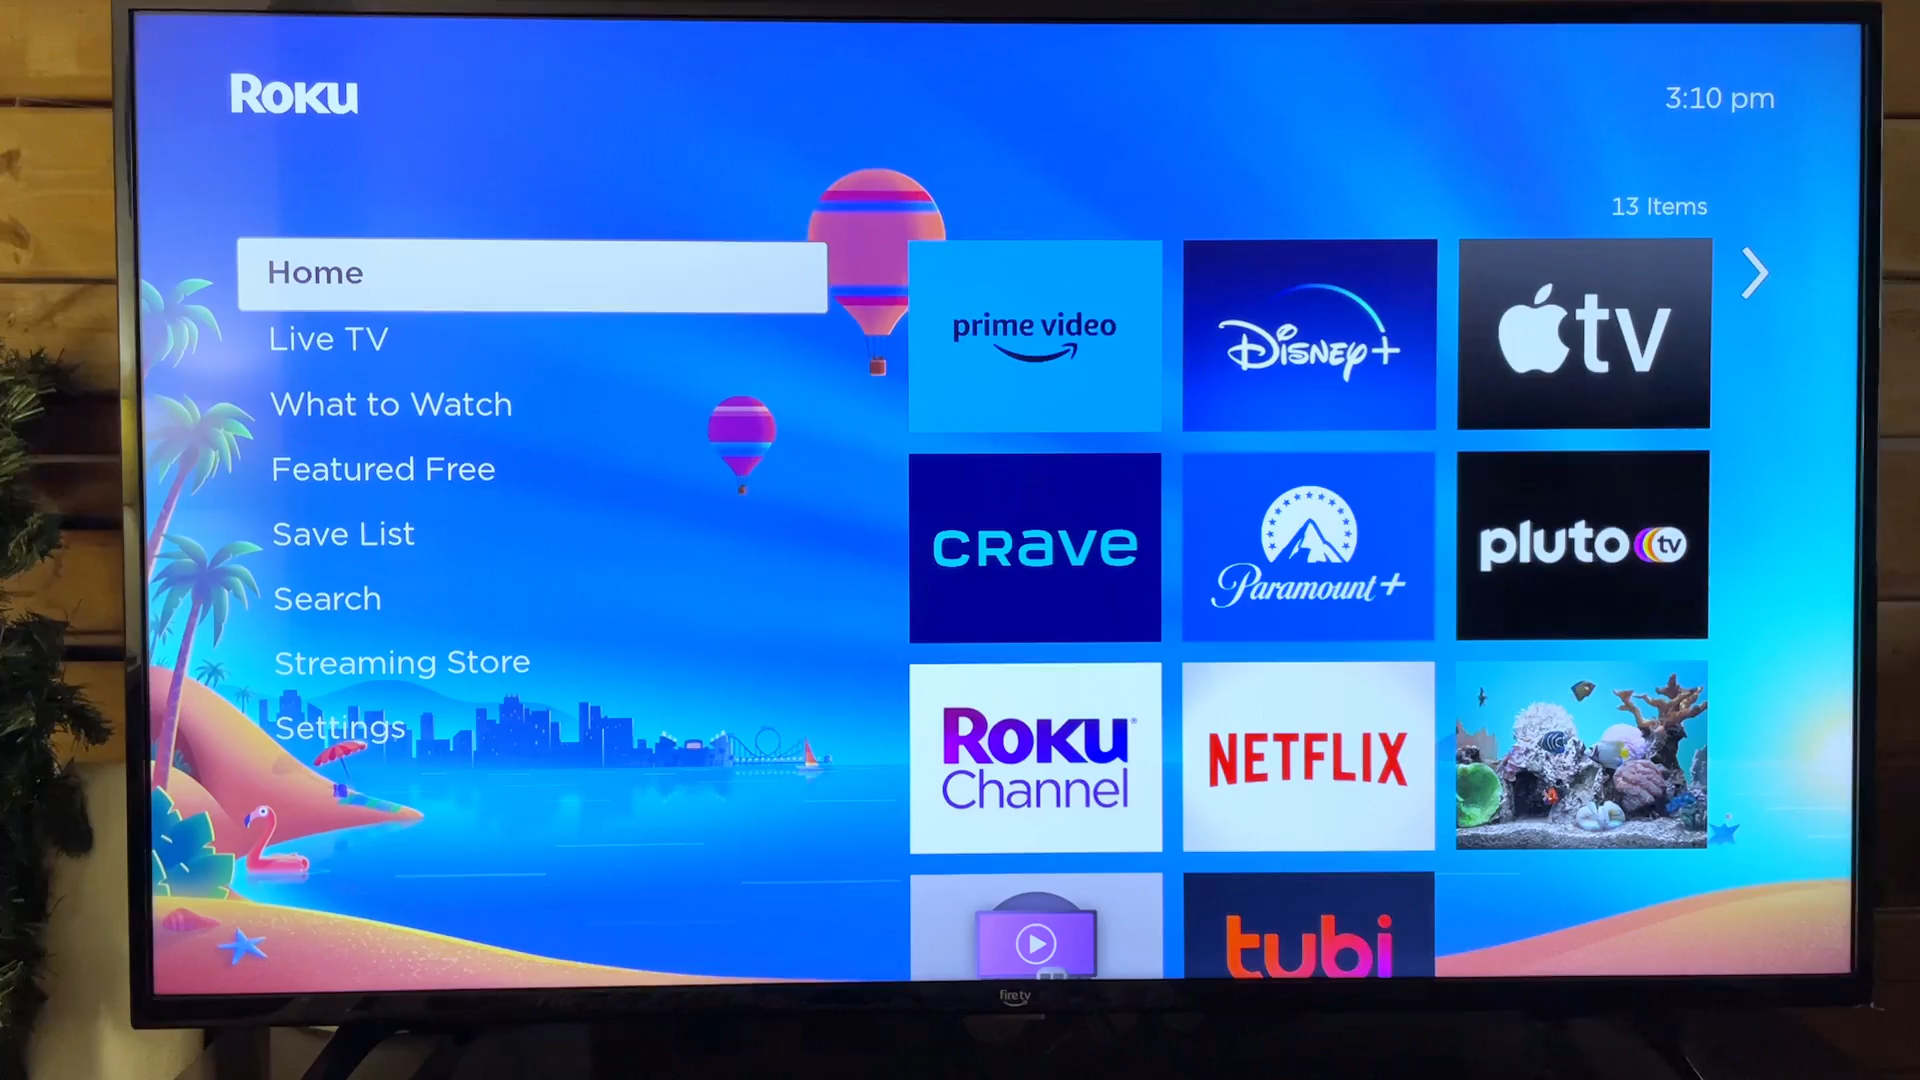 ROKU
3:10 pm
13 Items
Home
Live TV
What to Watch
Featured Free
Save List
Search
Streaming Store
Settings
prime video
Disney+
tv
CRAVE
Paramount+
pluto tv
ROKU
Channel
NETFLIX
tubi
fire tv